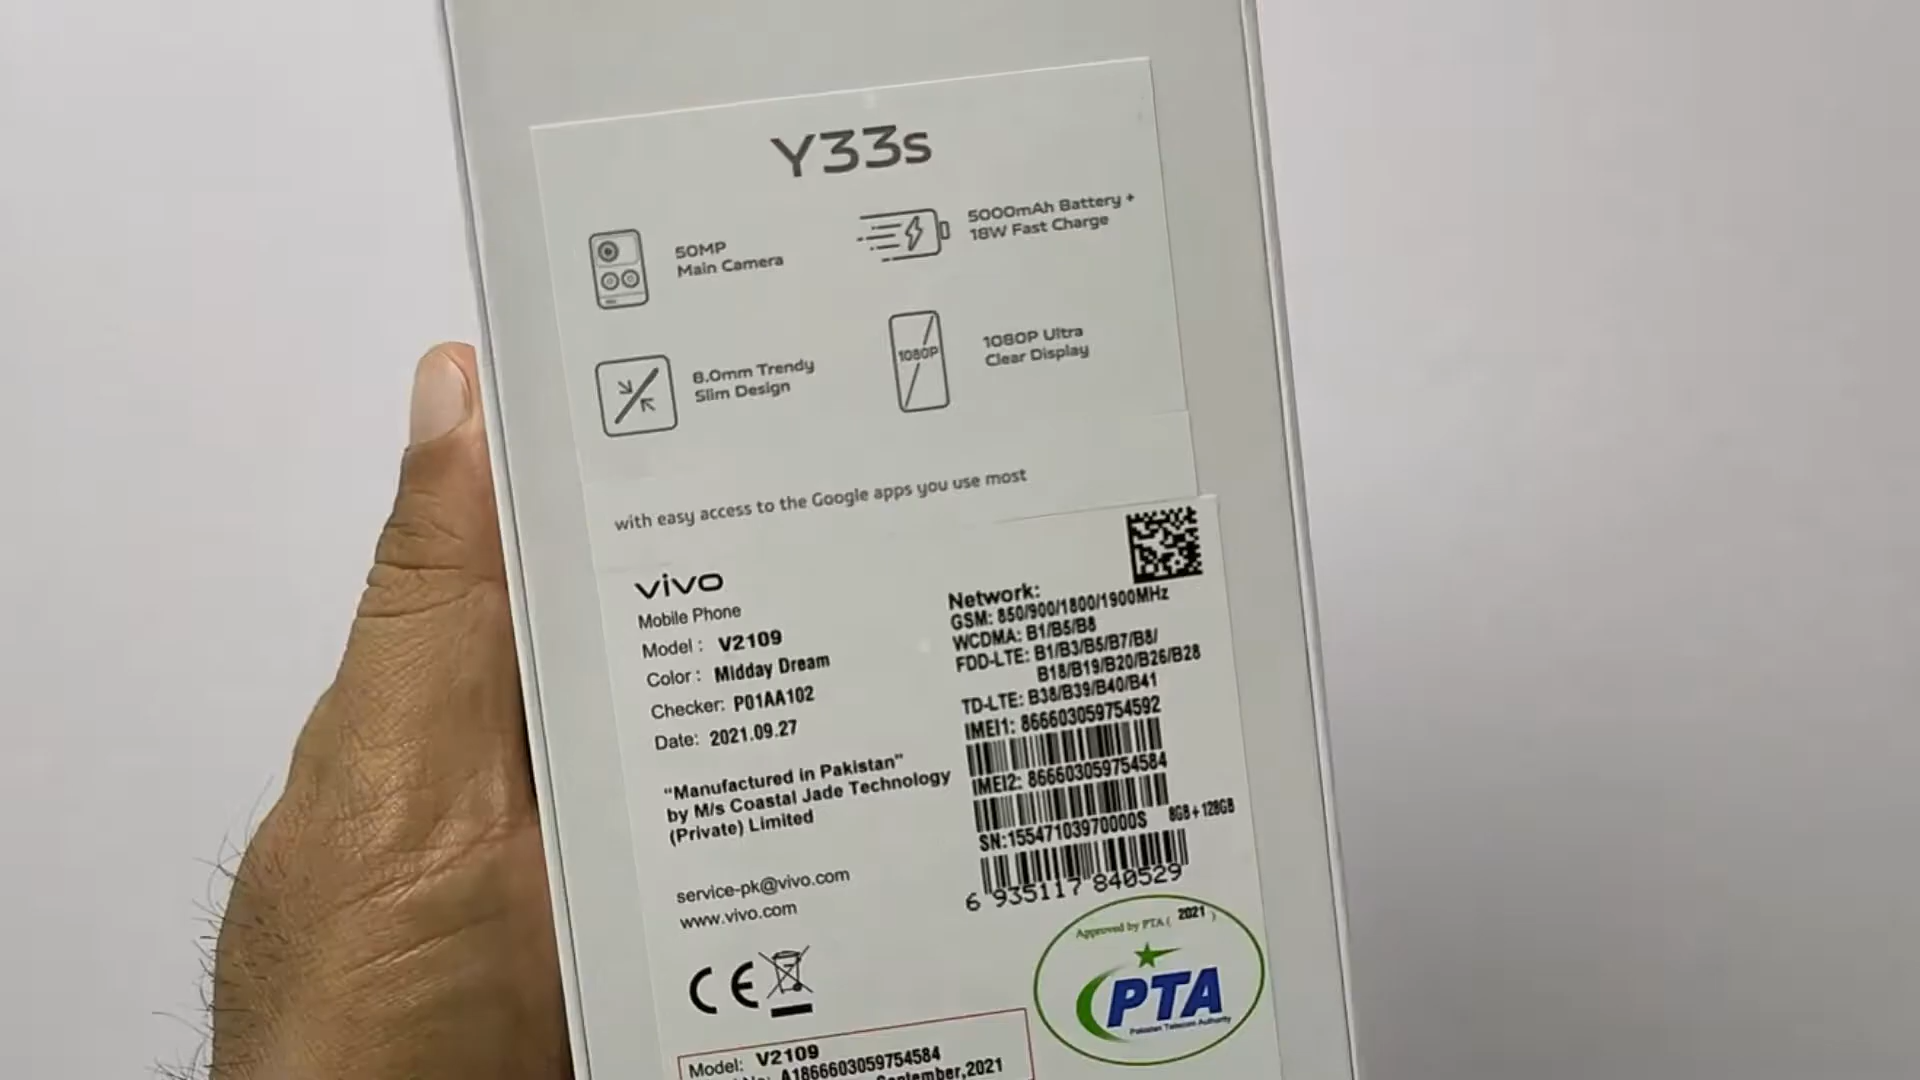 Y33s
50MP
Main Camera
5000mAh Battery +
18W Fast Charge
8.0mm Trendy
Slim Design
1080P
1080P Ultra
Clear Display
with easy access to the Google apps you use most
vivo
Mobile Phone
Model : V2109
Color : Midday Dream
Checker: P01AA102
Date: 2021.09.27
"Manufactured in Pakistan"
by M/s Coastal Jade Technology
(Private) Limited
service-pk@vivo.com
www.vivo.com
CE
Network:
GSM: 850/900/1800/1900MHz
WCDMA: B1/B5/B8
FDD-LTE: B1/B3/B5/B7/B8/
B18/B19/B20/B26/B28
TD-LTE: B38/B39/B40/B41
IMEI1: 866603059754592
IMEI2: 866603059754584
SN:15547103970000S 8GB+128GB
6 935117 840529
Approved by PTA ( 2021 )
PTA
Pakistan Telecom Authority
Model: V2109
A1866603059754584
September,2021